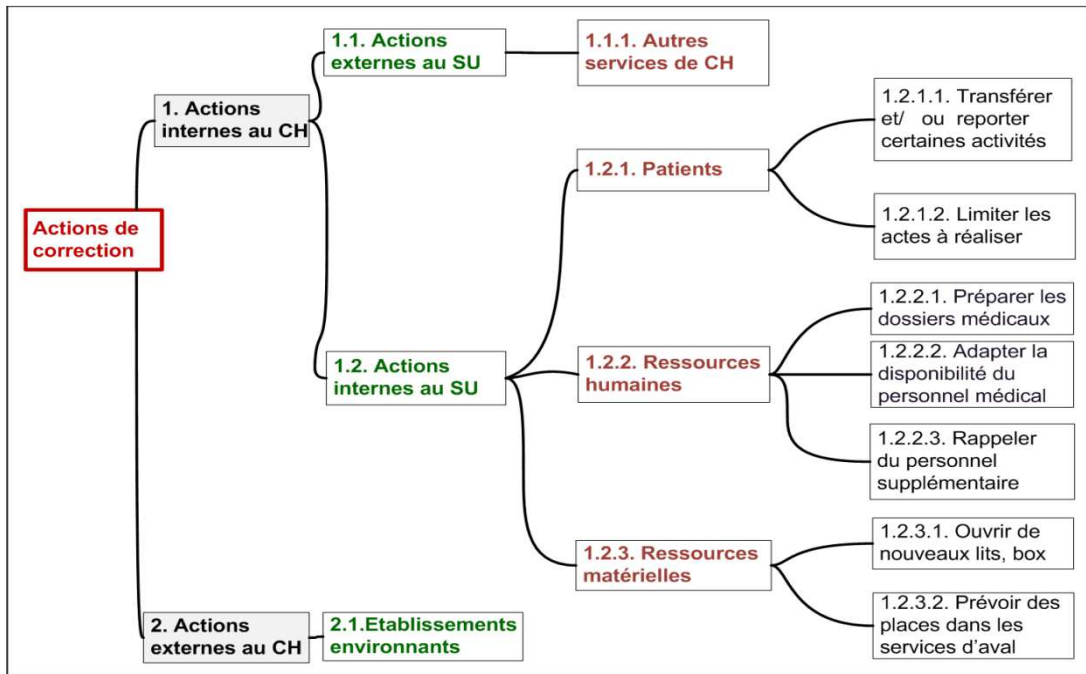 Actions de
correction
1. Actions
internes au CH
1.1. Actions
externes au SU
1.1.1. Autres
services de CH
1.2. Actions
internes au SU
1.2.1. Patients
1.2.1.1. Transférer
et/ ou reporter
certaines activités
1.2.1.2. Limiter les
actes à réaliser
1.2.2. Ressources
humaines
1.2.2.1. Préparer les
dossiers médicaux
1.2.2.2. Adapter la
disponibilité du
personnel médical
1.2.2.3. Rappeler
du personnel
supplémentaire
1.2.3. Ressources
matérielles
1.2.3.1. Ouvrir de
nouveaux lits, box
1.2.3.2. Prévoir des
places dans les
services d'aval
2. Actions
externes au CH
2.1.Etablissements
environnants